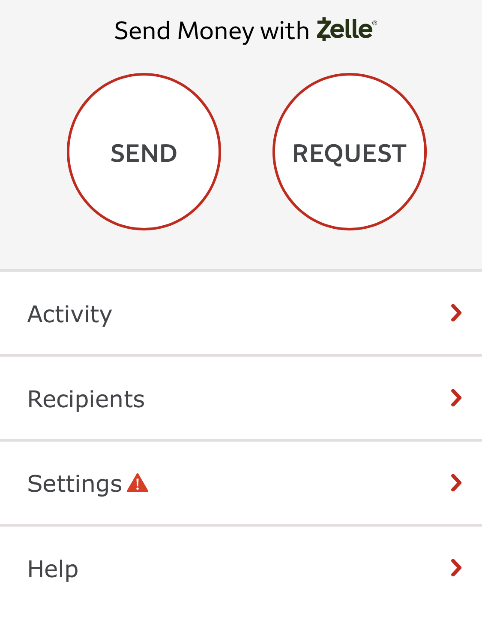 Send Money with Zelle®
SEND
REQUEST
Activity
Recipients
Settings
Help